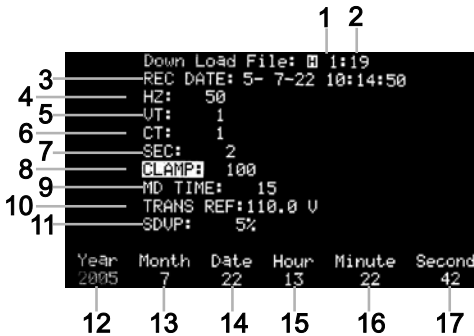 1 2
Down Load File: H 1:19
3 REC DATE: 5- 7-22 10:14:50
4 HZ: 50
5 VT: 1
6 CT: 1
7 SEC: 2
8 CLAMP: 100
9 MD TIME: 15
10 TRANS REF:110.0 V
11 SDVP: 5%
Year Month Date Hour Minute Second
2005 7 22 13 22 42
12 13 14 15 16 17